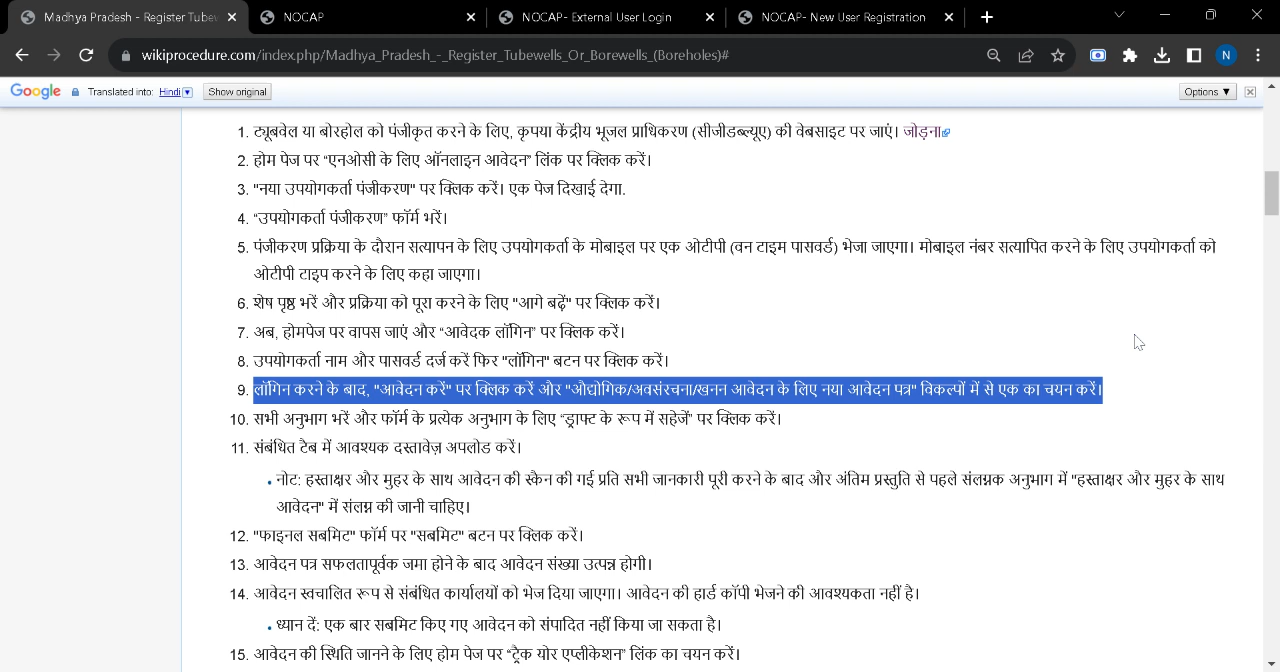 Madhya Pradesh - Register Tubew
NOCAP
NOCAP- External User Login
NOCAP- New User Registration
wikiprocedure.com/index.php/Madhya_Pradesh_-_Register_Tubewells_Or_Borewells_(Boreholes)#
N
Google Translated into: Hindi Show original Options ▼
1. ट्यूबवेल या बोरहोल को पंजीकृत करने के लिए, कृपया केंद्रीय भूजल प्राधिकरण (सीजीडब्ल्यूए) की वेबसाइट पर जाएं। जोड़ना
2. होम पेज पर "एनओसी के लिए ऑनलाइन आवेदन" लिंक पर क्लिक करें।
3. "नया उपयोगकर्ता पंजीकरण" पर क्लिक करें। एक पेज दिखाई देगा.
4. "उपयोगकर्ता पंजीकरण" फॉर्म भरें।
5. पंजीकरण प्रक्रिया के दौरान सत्यापन के लिए उपयोगकर्ता के मोबाइल पर एक ओटीपी (वन टाइम पासवर्ड) भेजा जाएगा। मोबाइल नंबर सत्यापित करने के लिए उपयोगकर्ता को
ओटीपी टाइप करने के लिए कहा जाएगा।
6. शेष पृष्ठ भरें और प्रक्रिया को पूरा करने के लिए "आगे बढ़ें" पर क्लिक करें।
7. अब, होमपेज पर वापस जाएं और "आवेदक लॉगिन" पर क्लिक करें।
8. उपयोगकर्ता नाम और पासवर्ड दर्ज करें फिर "लॉगिन" बटन पर क्लिक करें।
9. लॉगिन करने के बाद, "आवेदन करें" पर क्लिक करें और "औद्योगिक/अवसंरचना/खनन आवेदन के लिए नया आवेदन पत्र" विकल्पों में से एक का चयन करें।
10. सभी अनुभाग भरें और फॉर्म के प्रत्येक अनुभाग के लिए "ड्राफ्ट के रूप में सहेजें" पर क्लिक करें।
11. संबंधित टैब में आवश्यक दस्तावेज़ अपलोड करें।
• नोट: हस्ताक्षर और मुहर के साथ आवेदन की स्कैन की गई प्रति सभी जानकारी पूरी करने के बाद और अंतिम प्रस्तुति से पहले संलग्नक अनुभाग में "हस्ताक्षर और मुहर के साथ
आवेदन" में संलग्न की जानी चाहिए।
12. "फाइनल सबमिट" फॉर्म पर "सबमिट" बटन पर क्लिक करें।
13. आवेदन पत्र सफलतापूर्वक जमा होने के बाद आवेदन संख्या उत्पन्न होगी।
14. आवेदन स्वचालित रूप से संबंधित कार्यालयों को भेज दिया जाएगा। आवेदन की हार्ड कॉपी भेजने की आवश्यकता नहीं है।
• ध्यान दें: एक बार सबमिट किए गए आवेदन को संपादित नहीं किया जा सकता है।
15. आवेदन की स्थिति जानने के लिए होम पेज पर "ट्रैक योर एप्लीकेशन" लिंक का चयन करें।